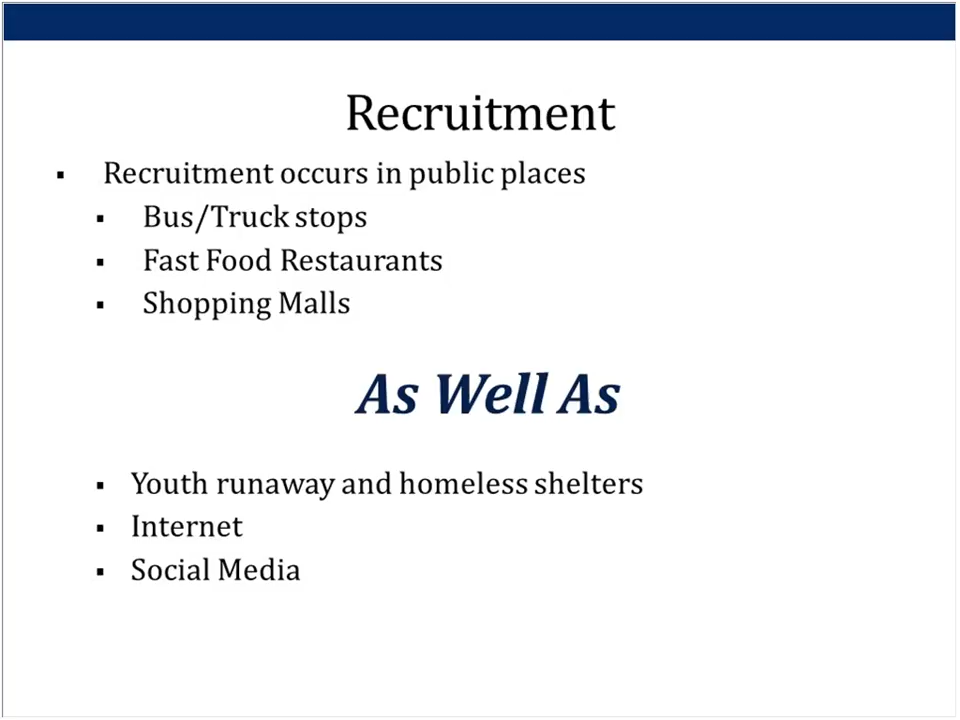 Recruitment
▪ Recruitment occurs in public places
▪ Bus/Truck stops
▪ Fast Food Restaurants
▪ Shopping Malls
As Well As
▪ Youth runaway and homeless shelters
▪ Internet
▪ Social Media